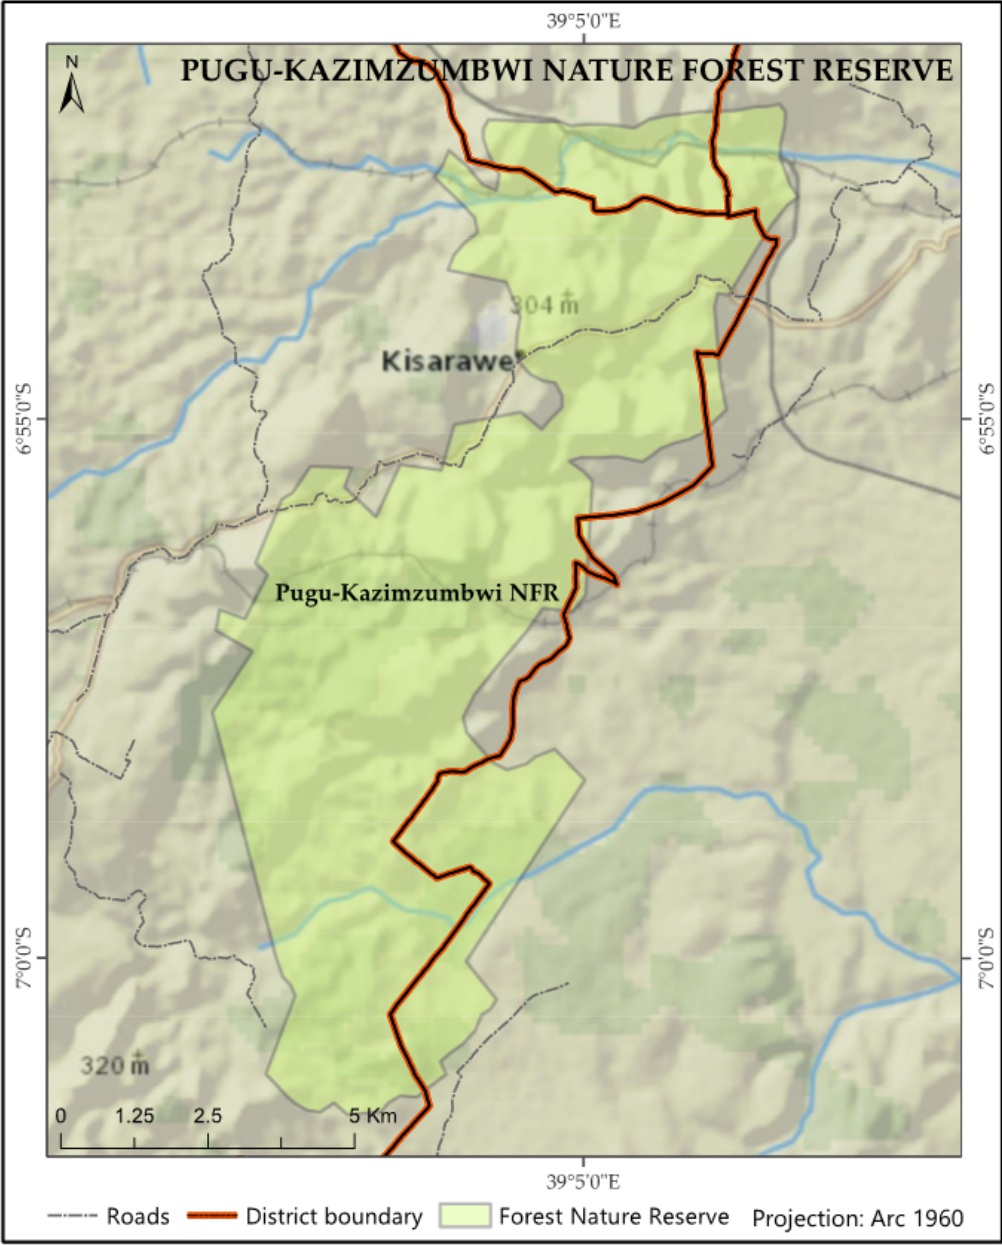 39°5'0"E
N
PUGU-KAZIMZUMBWI NATURE FOREST RESERVE
304 m
Kisarawe
6°55'0"S
6°55'0"S
Pugu-Kazimzumbwi NFR
7°0'0"S
7°0'0"S
320 m
0 1.25 2.5 5 Km
39°5'0"E
Roads District boundary Forest Nature Reserve Projection: Arc 1960